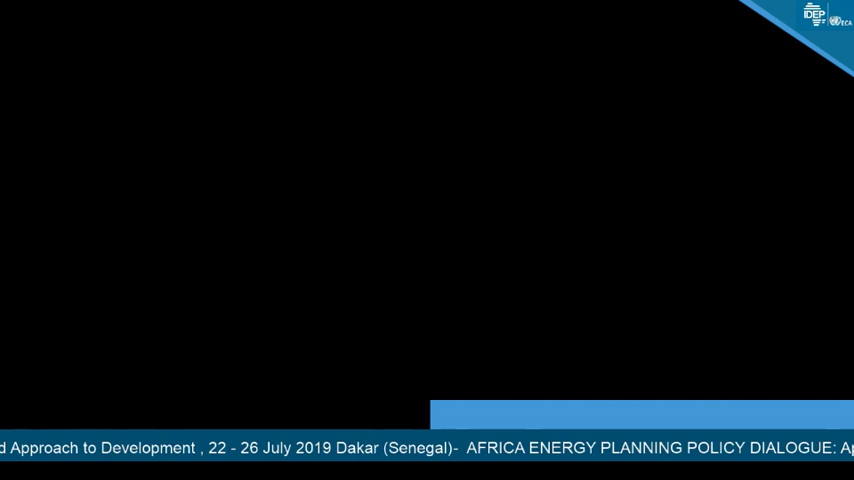 IDEP
ECA
d Approach to Development , 22 - 26 July 2019 Dakar (Senegal)-  AFRICA ENERGY PLANNING POLICY DIALOGUE: Ap